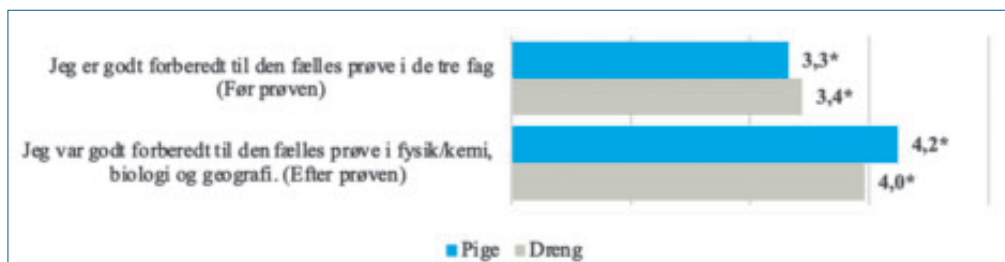 Jeg er godt forberedt til den fælles prøve i de tre fag
(Før prøven)
3,3*
3,4*
Jeg var godt forberedt til den fælles prøve i fysik/kemi,
biologi og geografi. (Efter prøven)
4,2*
4,0*
Pige Dreng